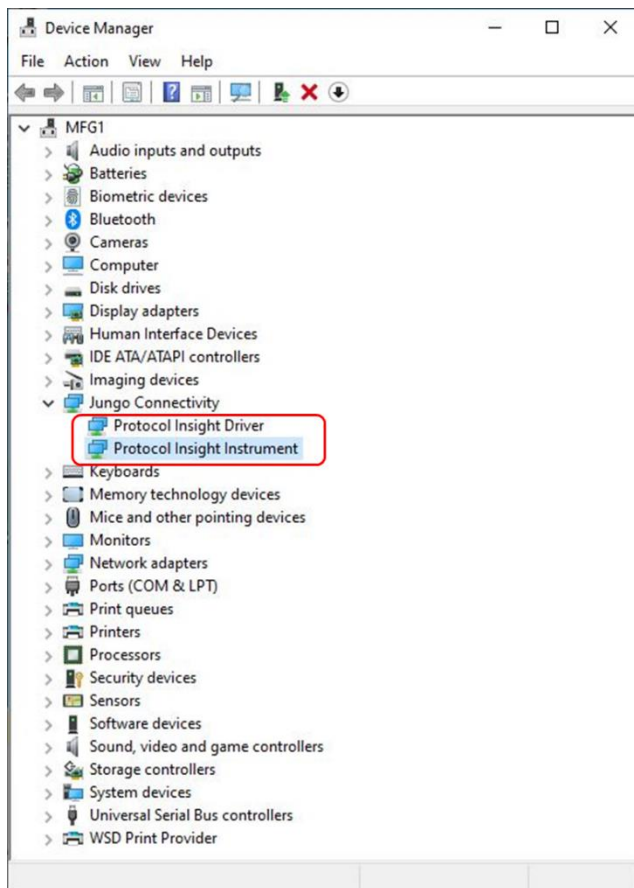 Device Manager
File Action View Help
MFG1
Audio inputs and outputs
Batteries
Biometric devices
Bluetooth
Cameras
Computer
Disk drives
Display adapters
Human Interface Devices
IDE ATA/ATAPI controllers
Imaging devices
Jungo Connectivity
Protocol Insight Driver
Protocol Insight Instrument
Keyboards
Memory technology devices
Mice and other pointing devices
Monitors
Network adapters
Ports (COM & LPT)
Print queues
Printers
Processors
Security devices
Sensors
Software devices
Sound, video and game controllers
Storage controllers
System devices
Universal Serial Bus controllers
WSD Print Provider